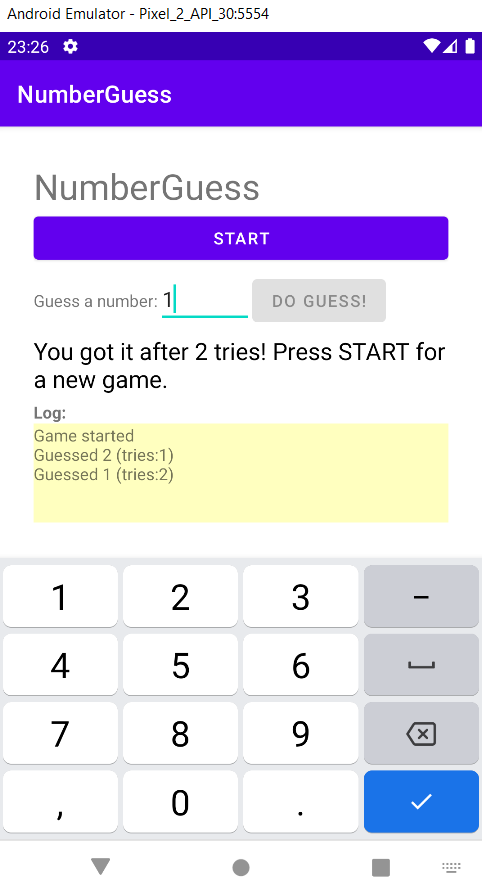 Android Emulator - Pixel_2_API_30:5554
23:26
NumberGuess
NumberGuess
START
Guess a number: 1 DO GUESS!
You got it after 2 tries! Press START for
a new game.
Log:
Game started
Guessed 2 (tries:1)
Guessed 1 (tries:2)
1 2 3 –
4 5 6
7 8 9
, 0 .